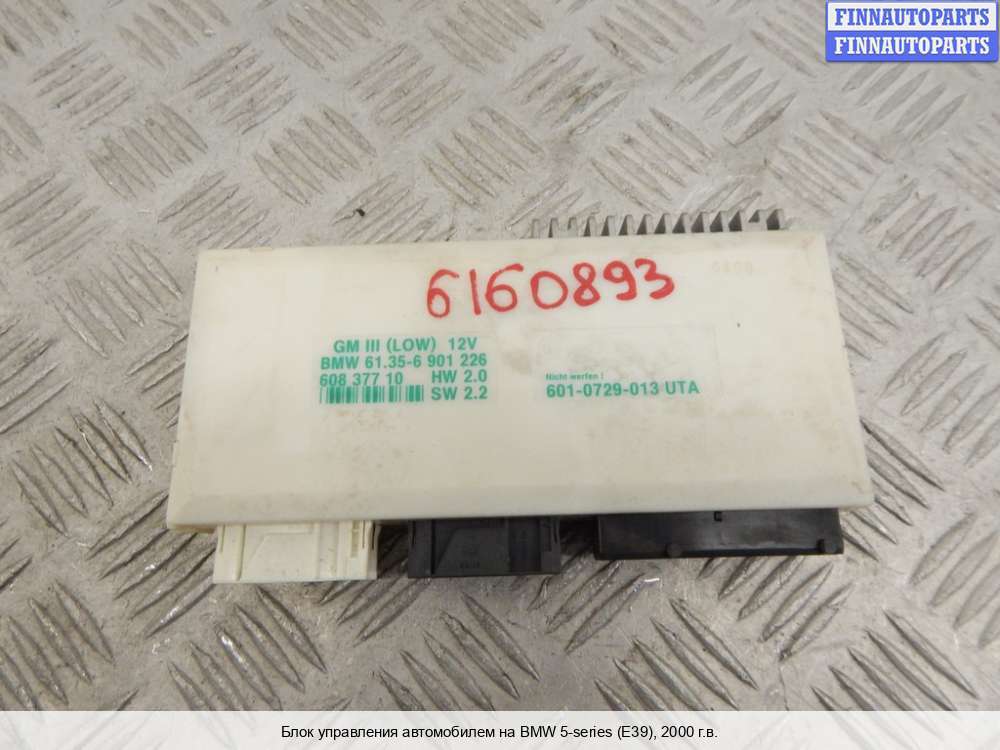 FINNAUTOPARTS
FINNAUTOPARTS
6160893
GM III (LOW) 12V
BMW 61.35-6 901 226
608 377 10 HW 2.0
SW 2.2
Nicht werfen !
601-0729-013 UTA
Блок управления автомобилем на BMW 5-series (E39), 2000 г.в.